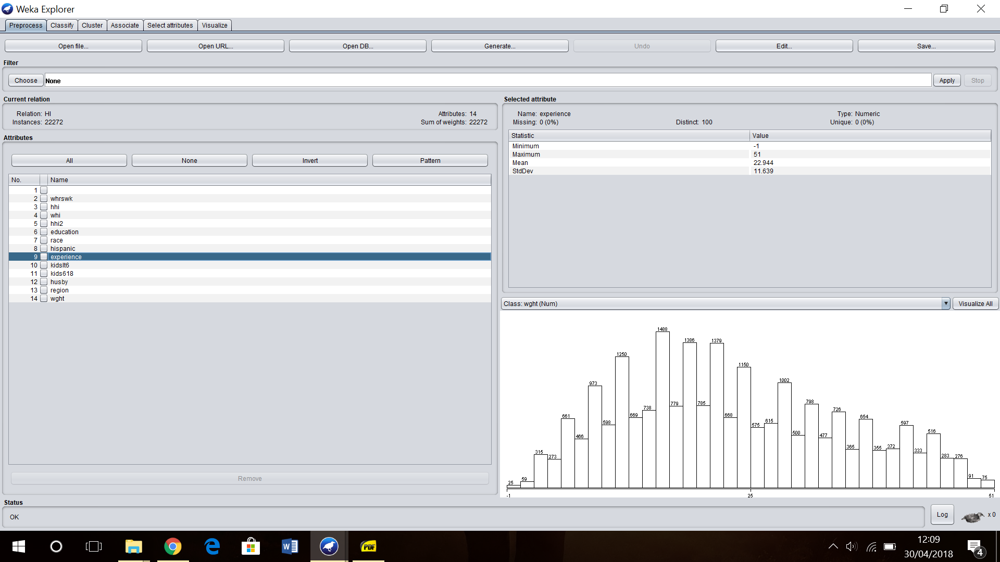 Weka Explorer
Preprocess Classify Cluster Associate Select attributes Visualize
Open file... Open URL... Open DB... Generate... Undo Edit... Save...
Filter
Choose None Apply Stop
Current relation
Relation: HI Attributes: 14
Instances: 22272 Sum of weights: 22272
Attributes
All None Invert Pattern
No. Name
1
2 whrswk
3 hhi
4 whi
5 hhi2
6 education
7 race
8 hispanic
9 experience
10 kidslt6
11 kids618
12 husby
13 region
14 wght
Remove
Selected attribute
Name: experience Type: Numeric
Missing: 0 (0%) Distinct: 100 Unique: 0 (0%)
Statistic Value
Minimum -1
Maximum 51
Mean 22.944
StdDev 11.639
Class: wght (Num) Visualize All
25 59 315 273 661 466 973 598 1250 669 738 1488 779 1386 785 1379 668 1150 575 615 1002 500 798 477 726 365 654 355 372 597 333 516 283 276 91 75
-1 25 51
Status
OK
Log x 0
PDF
12:09
30/04/2018
4